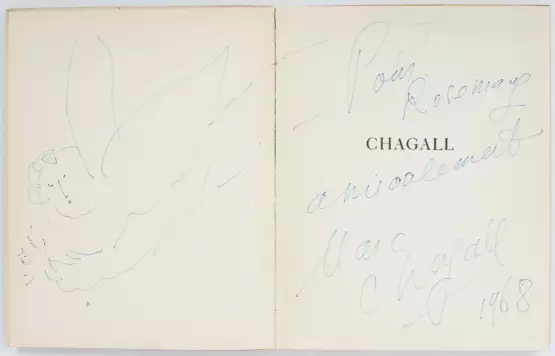 Pour
Rosemary
CHAGALL
amicalement
Marc
Chagall
1968